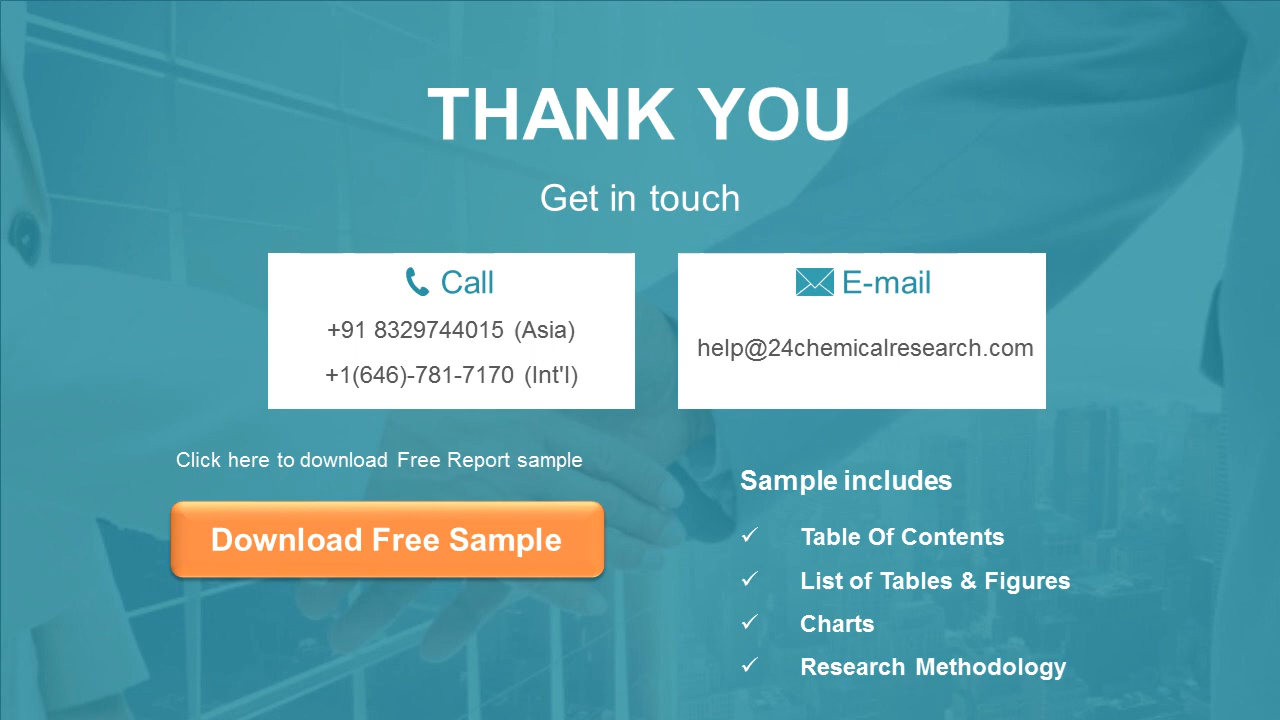 THANK YOU
Get in touch
Call
+91 8329744015 (Asia)
+1(646)-781-7170 (Int'l)
E-mail
help@24chemicalresearch.com
Click here to download Free Report sample
Download Free Sample
Sample includes
✓ Table Of Contents
✓ List of Tables & Figures
✓ Charts
✓ Research Methodology